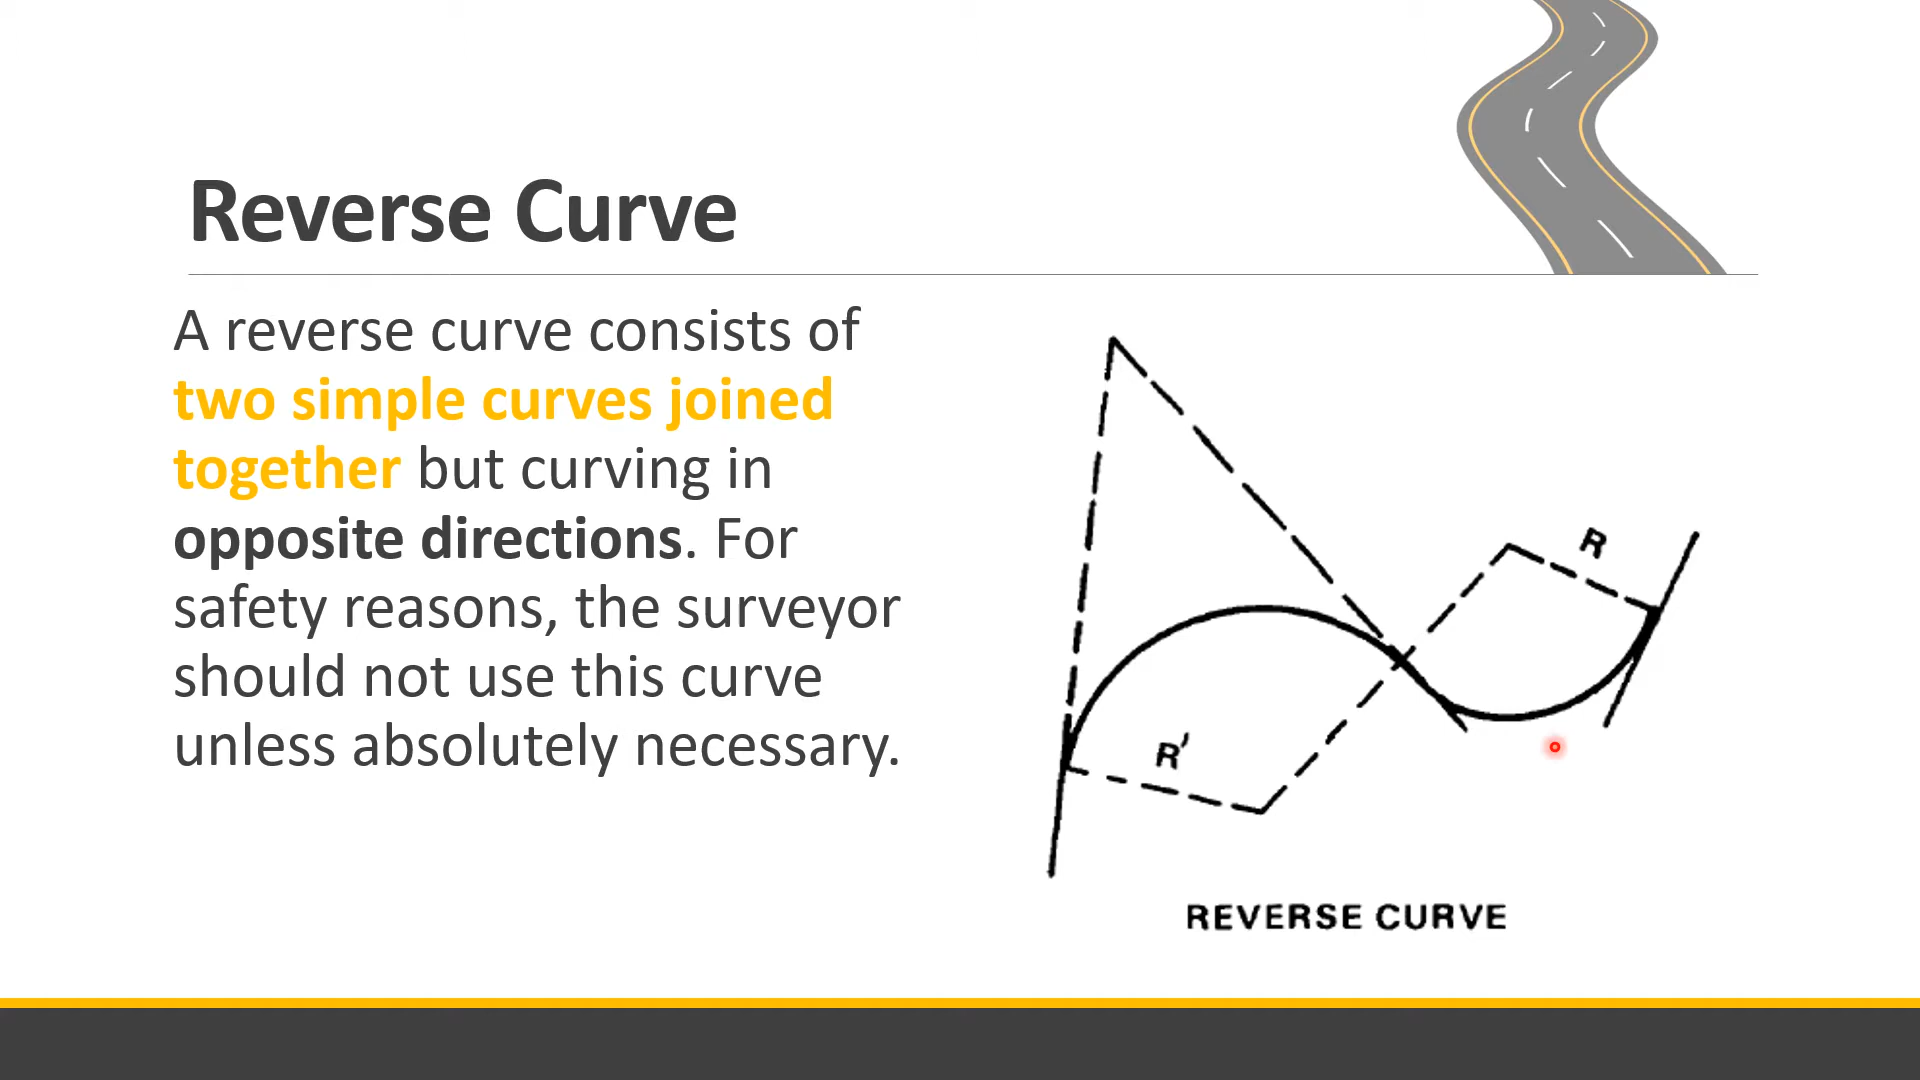 Reverse Curve
A reverse curve consists of
two simple curves joined
together but curving in
opposite directions. For
safety reasons, the surveyor
should not use this curve
unless absolutely necessary.
R
R'
REVERSE CURVE